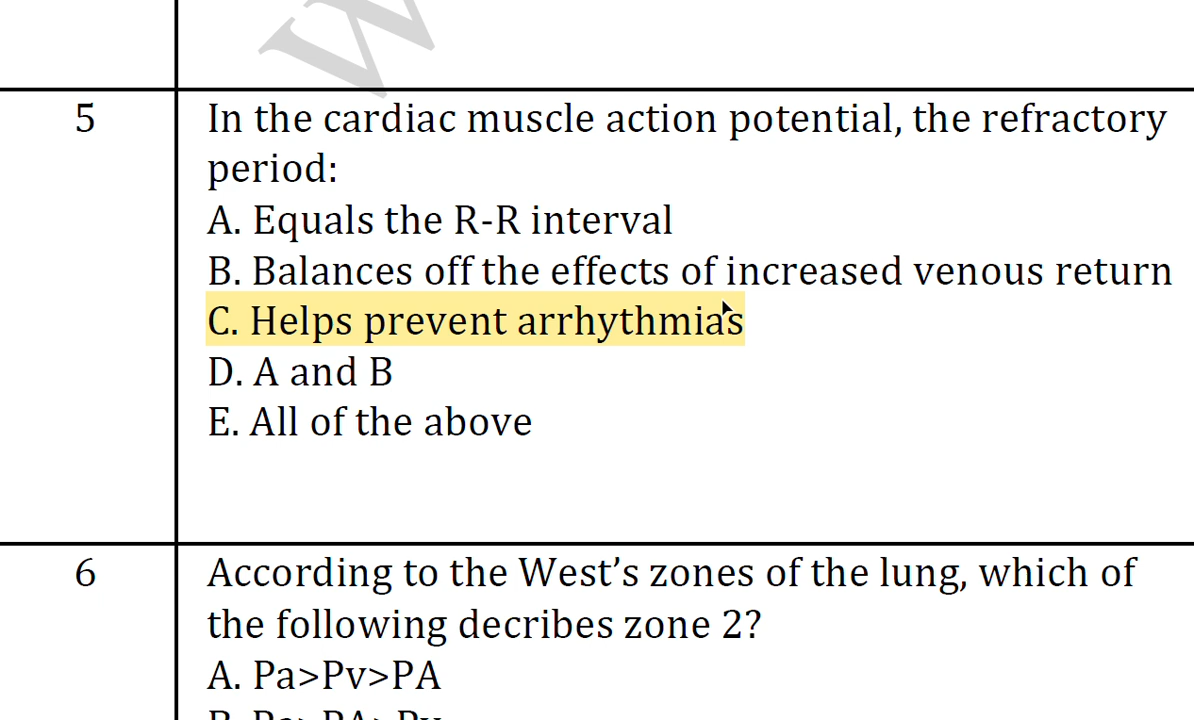 5
In the cardiac muscle action potential, the refractory
period:
A. Equals the R-R interval
B. Balances off the effects of increased venous return
C. Helps prevent arrhythmias
D. A and B
E. All of the above
6
According to the West’s zones of the lung, which of
the following decribes zone 2?
A. Pa>Pv>PA